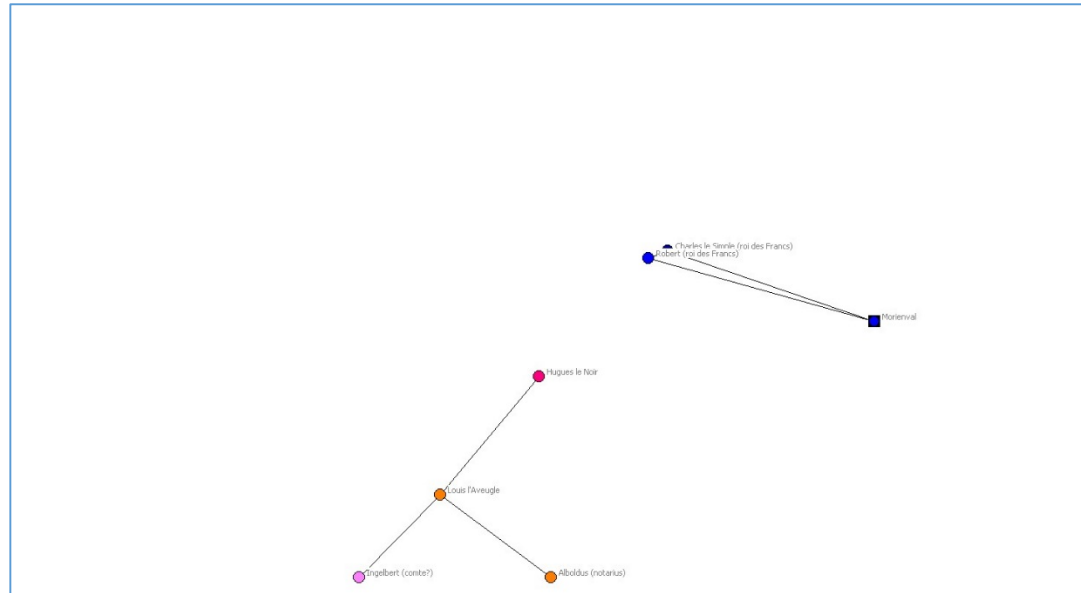 Charles le Simple (roi des Francs)
Robert (roi des Francs)
Morienval
Hugues le Noir
Louis l'Aveugle
Ingelbert (comte?)
Alboldus (notarius)